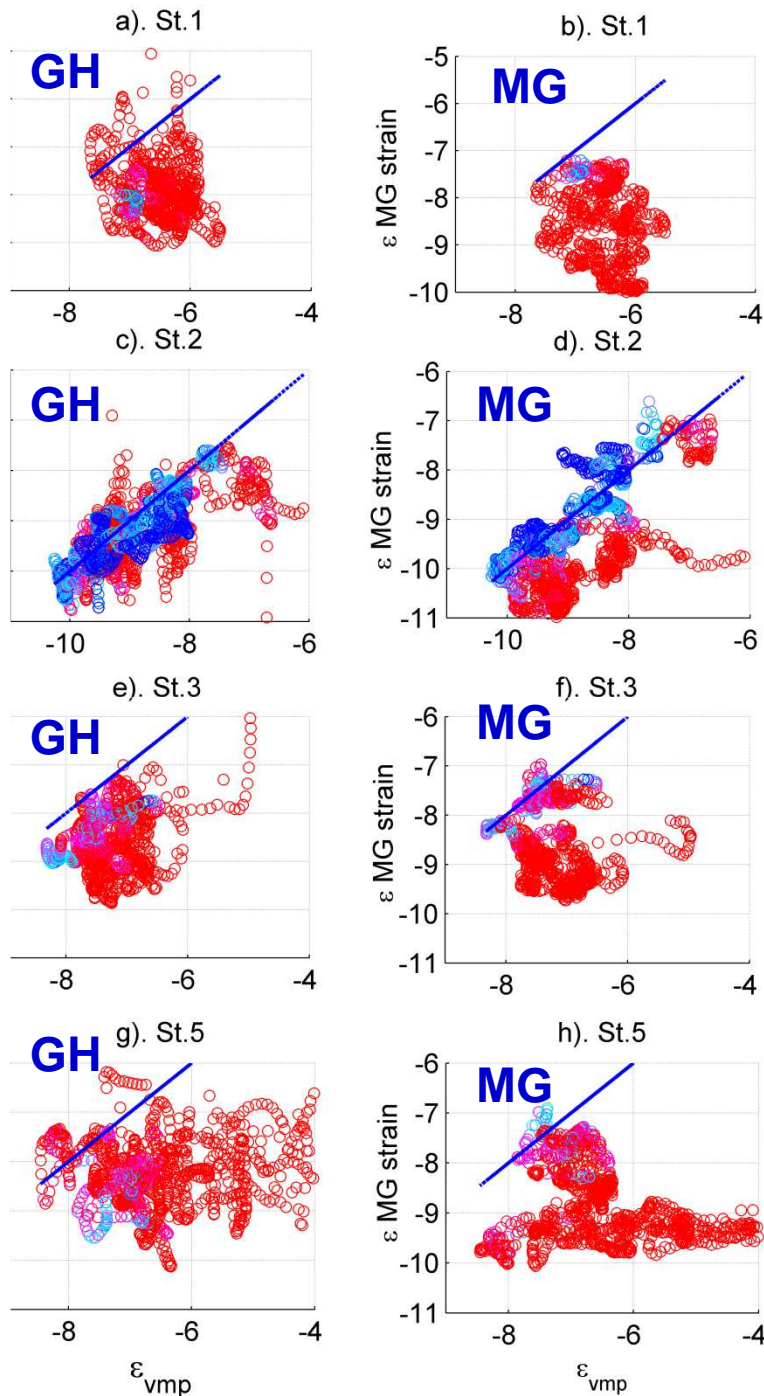 a). St.1
GH
-8
-6
-4
b). St.1
MG
ε MG strain
-5
-6
-7
-8
-9
-10
-8
-6
-4
c). St.2
GH
-10
-8
-6
d). St.2
MG
ε MG strain
-6
-7
-8
-9
-10
-11
-10
-8
-6
e). St.3
GH
-8
-6
-4
f). St.3
MG
ε MG strain
-6
-7
-8
-9
-10
-11
-8
-6
-4
g). St.5
GH
-8
-6
-4
εvmp
h). St.5
MG
ε MG strain
-6
-7
-8
-9
-10
-11
-8
-6
-4
εvmp